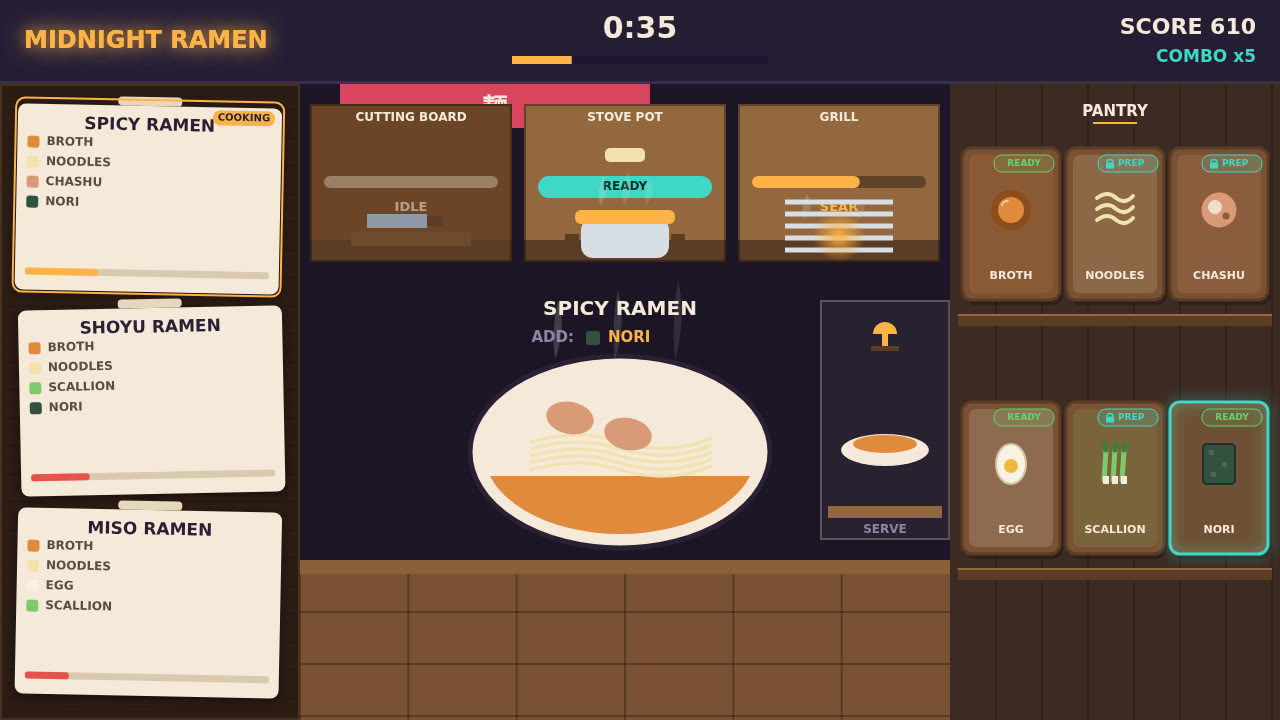 MIDNIGHT RAMEN
0:35
SCORE 610
COMBO x5
SPICY RAMEN
COOKING
BROTH
NOODLES
CHASHU
NORI
SHOYU RAMEN
BROTH
NOODLES
SCALLION
NORI
MISO RAMEN
BROTH
NOODLES
EGG
SCALLION
CUTTING BOARD
IDLE
STOVE POT
READY
GRILL
SEAR
SPICY RAMEN
ADD: NORI
SERVE
PANTRY
READY
BROTH
PREP
NOODLES
PREP
CHASHU
READY
EGG
PREP
SCALLION
READY
NORI